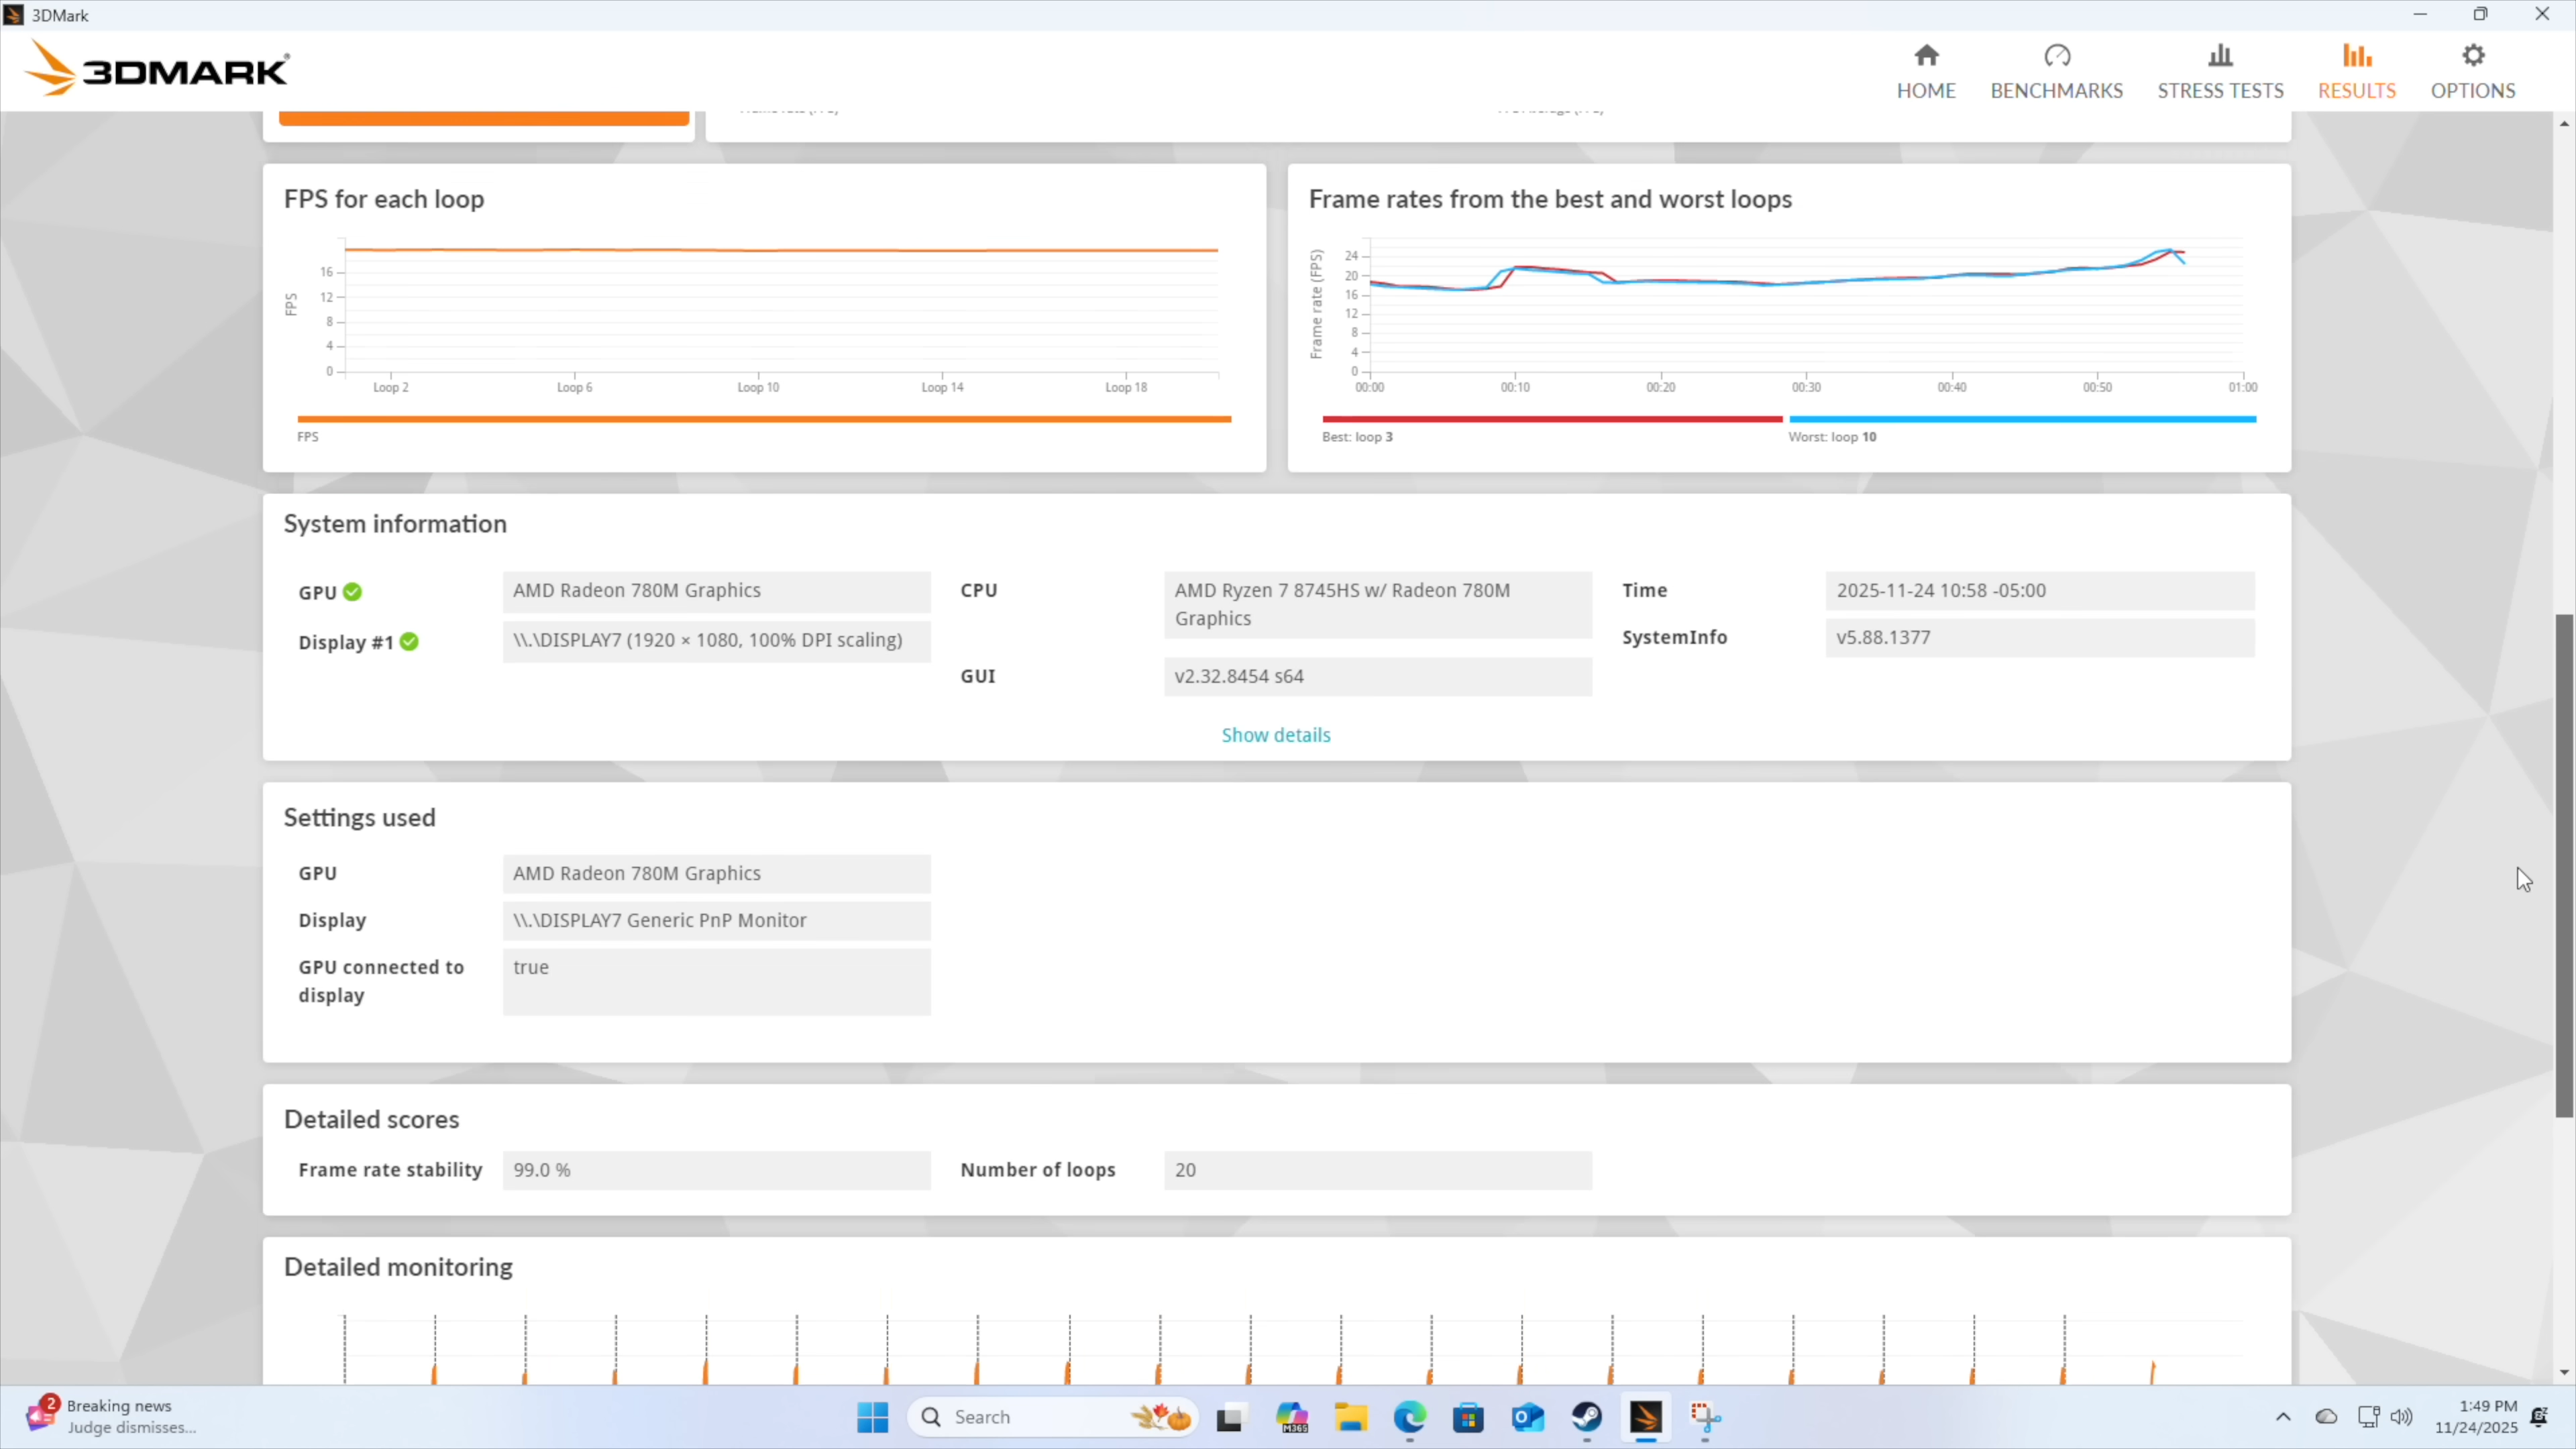 3DMark
3DMARK
HOME
BENCHMARKS
STRESS TESTS
RESULTS
OPTIONS
FPS for each loop
FPS
16
12
8
4
0
Loop 2
Loop 6
Loop 10
Loop 14
Loop 18
FPS
Frame rates from the best and worst loops
Frame rate (FPS)
24
20
16
12
8
4
0
00:00
00:10
00:20
00:30
00:40
00:50
01:00
Best: loop 3
Worst: loop 10
System information
GPU
AMD Radeon 780M Graphics
Display #1
\\.\DISPLAY7 (1920 × 1080, 100% DPI scaling)
CPU
AMD Ryzen 7 8745HS w/ Radeon 780M
Graphics
GUI
v2.32.8454 s64
Time
2025-11-24 10:58 -05:00
SystemInfo
v5.88.1377
Show details
Settings used
GPU
AMD Radeon 780M Graphics
Display
\\.\DISPLAY7 Generic PnP Monitor
GPU connected to
display
true
Detailed scores
Frame rate stability
99.0 %
Number of loops
20
Detailed monitoring
2
Breaking news
Judge dismisses...
Search
M365
1:49 PM
11/24/2025